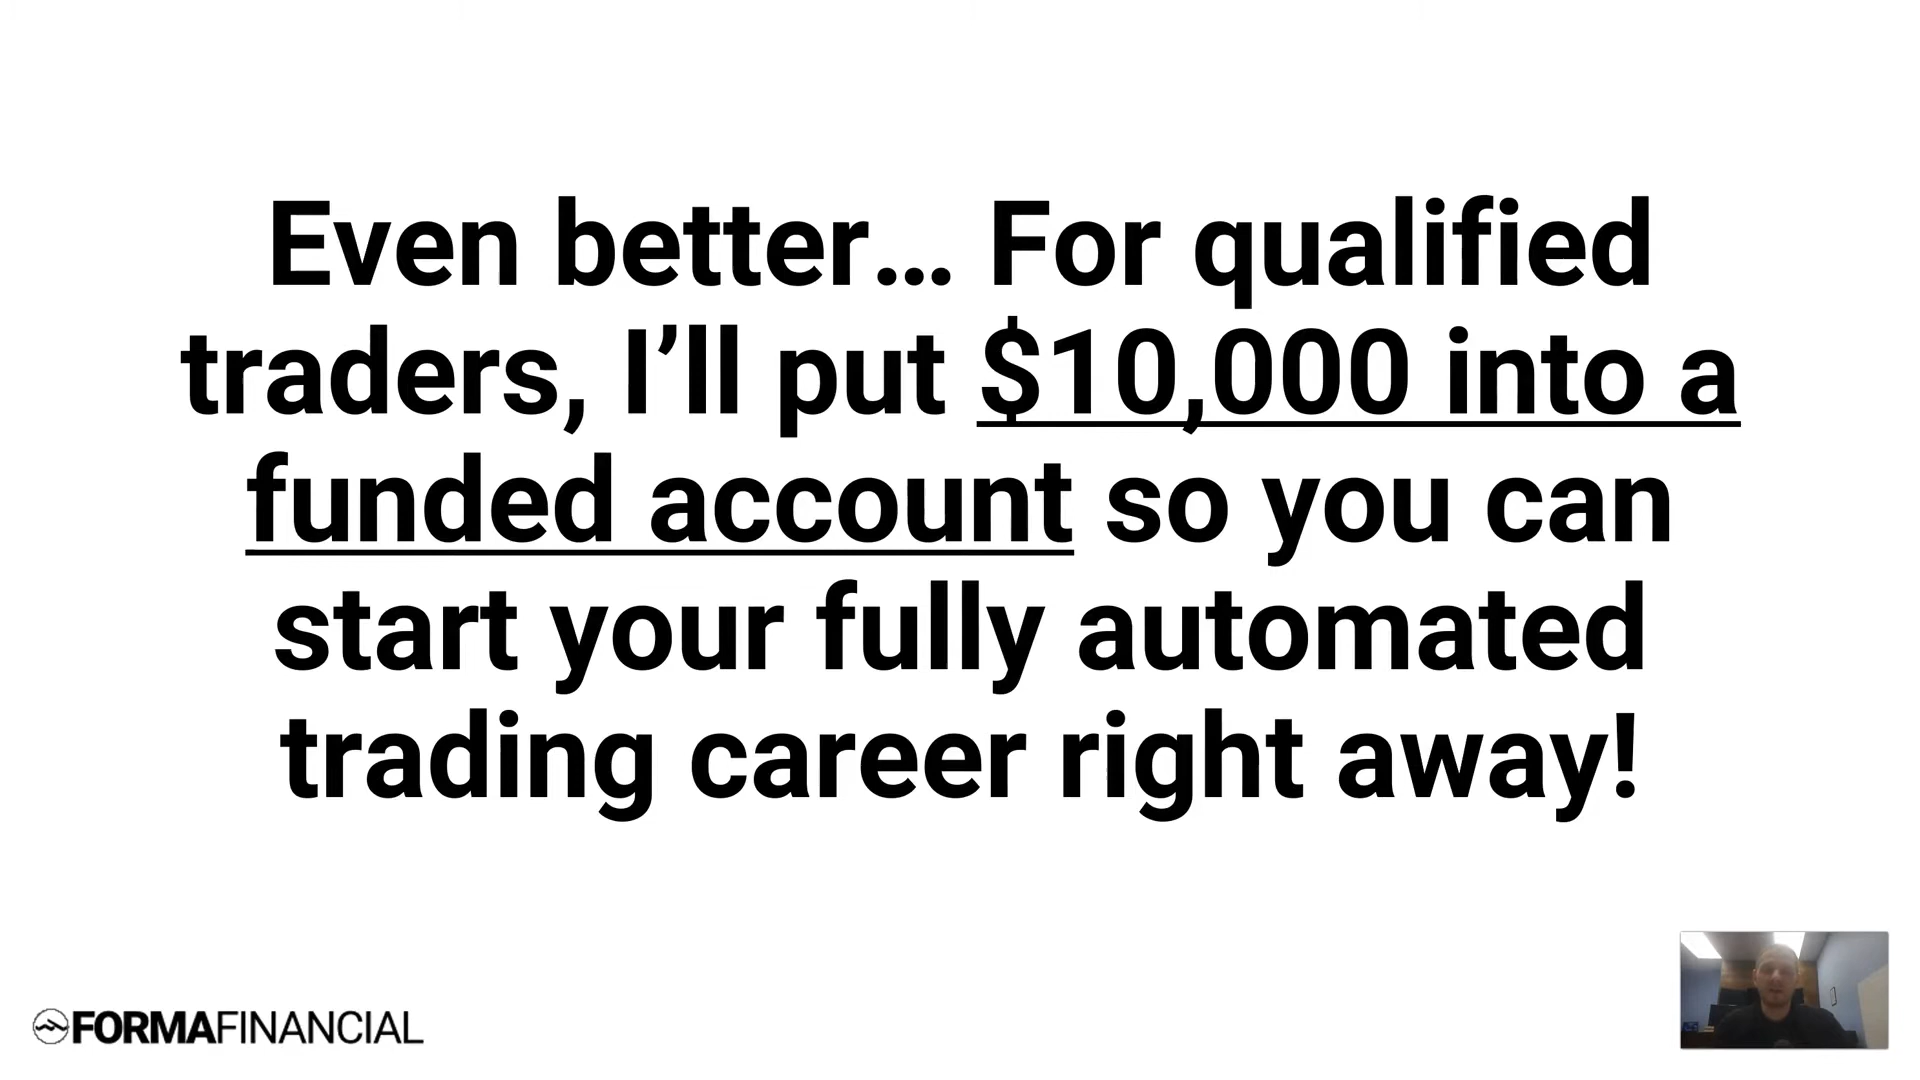 Even better... For qualified
traders, I’ll put $10,000 into a
funded account so you can
start your fully automated
trading career right away!
FORMAFINANCIAL